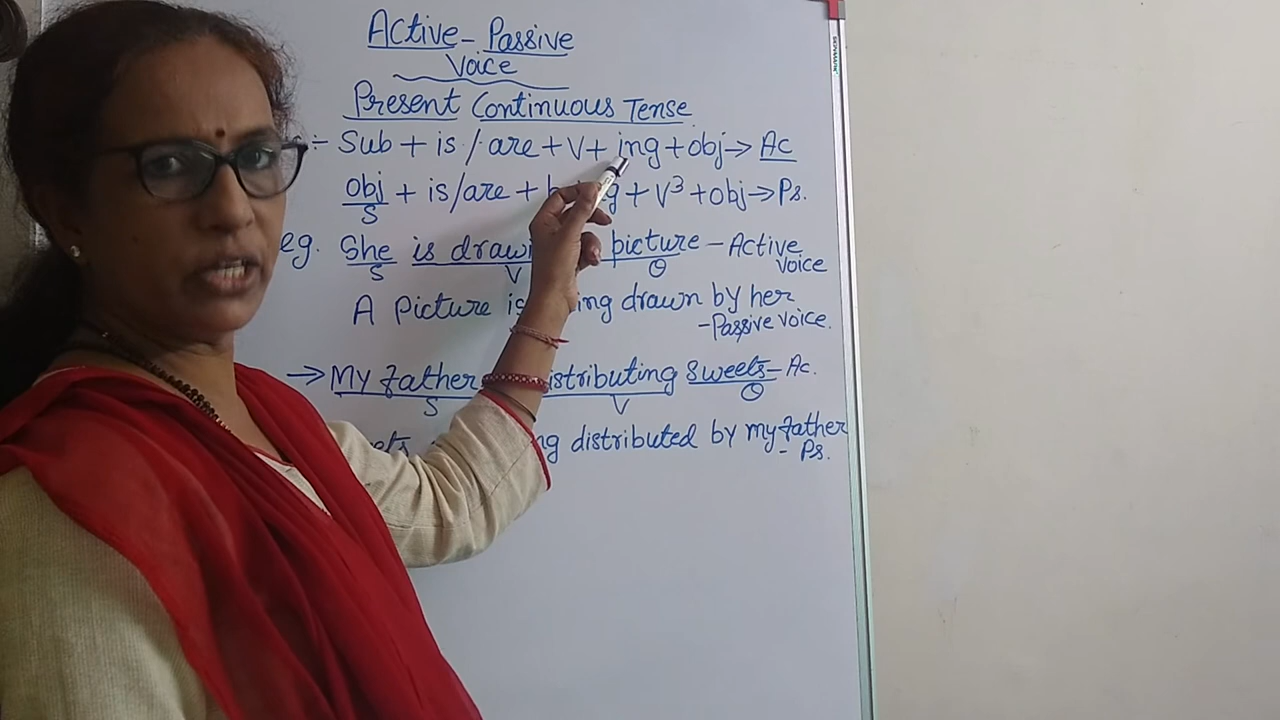 Active - Passive
Voice
Present Continuous Tense
:- Sub + is / are + V + ing + obj → Ac
obj + is/are + + V³ + obj → Ps.
S
eg. She is picture - Active
Voice
S V O
A Picture is drawn by her
- Passive voice.
→ My Father distributing Sweets - Ac.
S V O
distributed by my father
- Ps.